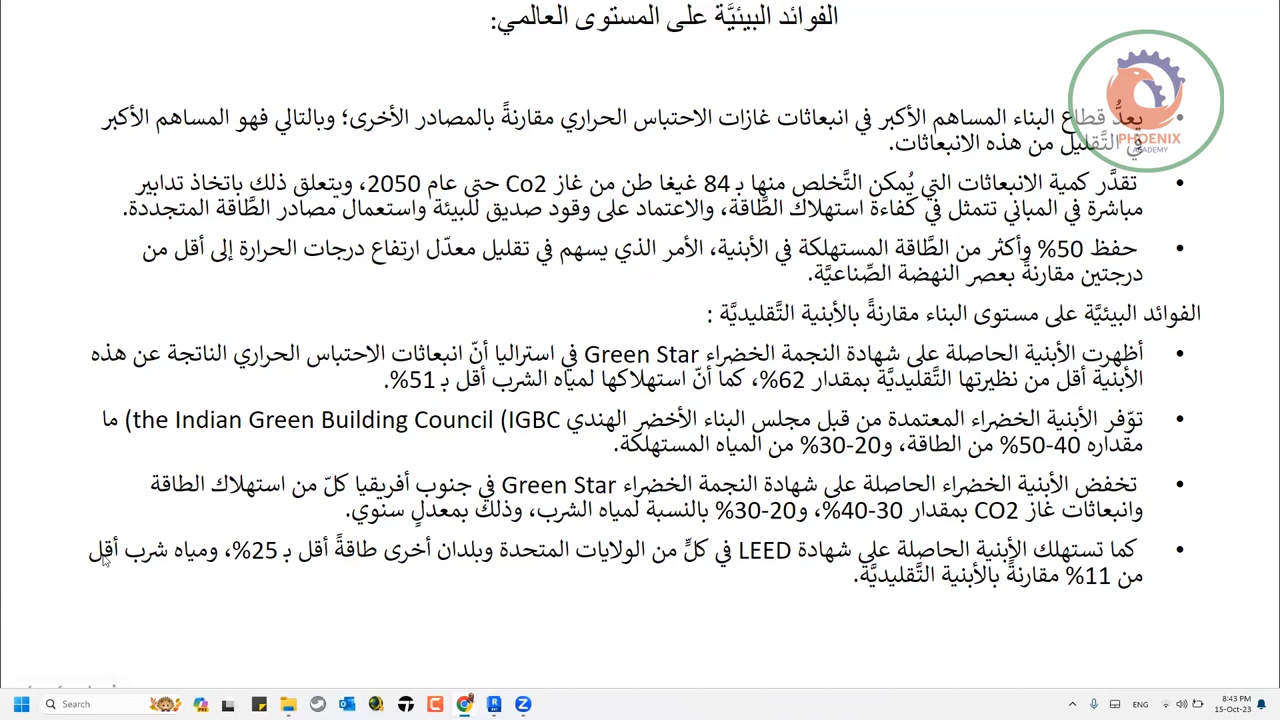 الفوائد البيئيَّة على المستوى العالمي:
PHOENIX
ACADEMY
• يعدُّ قطاع البناء المساهم الأكبر في انبعاثات غازات الاحتباس الحراري مقارنةً بالمصادر الأخرى؛ وبالتالي فهو المساهم الأكبر
في التَّقليل من هذه الانبعاثات.
• تقدَّر كمية الانبعاثات التي يُمكن التَّخلص منها بـ 84 غيغا طن من غاز Co2 حتى عام 2050، ويتعلق ذلك باتخاذ تدابير
مباشرة في المباني تتمثل في كفاءة استهلاك الطَّاقة، والاعتماد على وقود صديق للبيئة واستعمال مصادر الطَّاقة المتجددة.
• حفظ 50% وأكثر من الطَّاقة المستهلكة في الأبنية، الأمر الذي يسهم في تقليل معدّل ارتفاع درجات الحرارة إلى أقل من
درجتين مقارنةً بعصر النهضة الصِّناعيَّة.
الفوائد البيئيَّة على مستوى البناء مقارنةً بالأبنية التَّقليديَّة :
• أظهرت الأبنية الحاصلة على شهادة النجمة الخضراء Green Star في استراليا أنّ انبعاثات الاحتباس الحراري الناتجة عن هذه
الأبنية أقل من نظيرتها التَّقليديَّة بمقدار 62%، كما أنّ استهلاكها لمياه الشرب أقل بـ 51%.
• توّفر الأبنية الخضراء المعتمدة من قبل مجلس البناء الأخضر الهندي the Indian Green Building Council (IGBC) ما
مقداره 40-50% من الطاقة، و20-30% من المياه المستهلكة.
• تخفض الأبنية الخضراء الحاصلة على شهادة النجمة الخضراء Green Star في جنوب أفريقيا كلّ من استهلاك الطاقة
وانبعاثات غاز CO2 بمقدار 30-40%، و20-30% بالنسبة لمياه الشرب، وذلك بمعدلٍ سنوي.
• كما تستهلك الأبنية الحاصلة على شهادة LEED في كلٍّ من الولايات المتحدة وبلدان أخرى طاقةً أقل بـ 25%، ومياه شرب أقل
من 11% مقارنةً بالأبنية التَّقليديَّة.
Search
ENG
8:43 PM
15-Oct-23